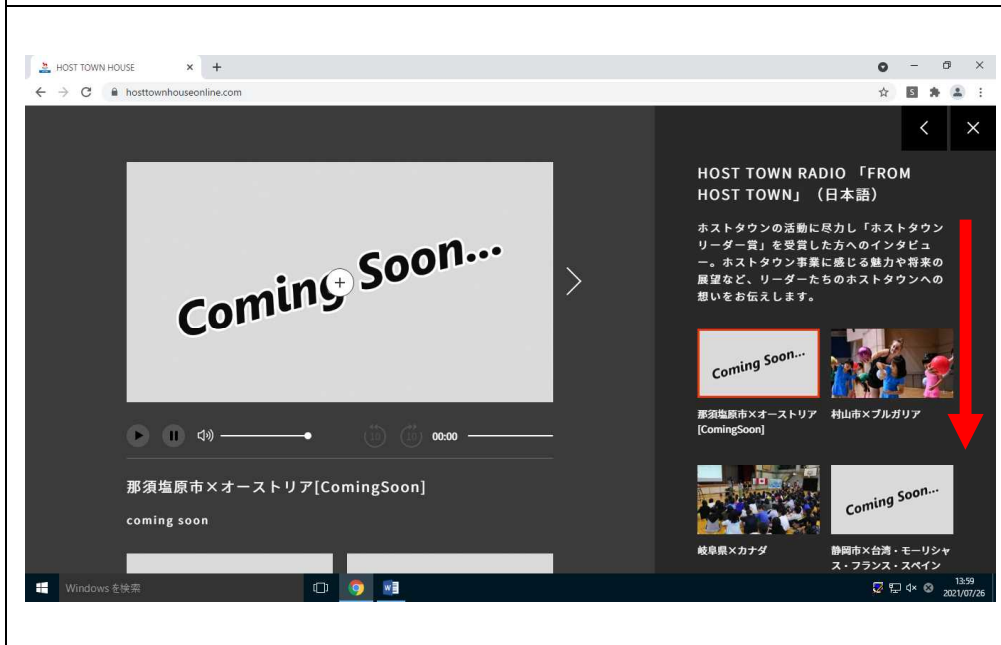 HOST TOWN HOUSE
hosttownhouseonline.com
Coming Soon...
10
10
00:00
那須塩原市×オーストリア[ComingSoon]
coming soon
HOST TOWN RADIO 「FROM
HOST TOWN」（日本語）
ホストタウンの活動に尽力し「ホストタウン
リーダー賞」を受賞した方へのインタビュ
ー。ホストタウン事業に感じる魅力や将来の
展望など、リーダーたちのホストタウンへの
想いをお伝えします。
Coming Soon...
那須塩原市×オーストリア
[ComingSoon]
村山市×ブルガリア
岐阜県×カナダ
Coming Soon...
静岡市×台湾・モーリシャ
ス・フランス・スペイン
Windows を検索
13:59
2021/07/26